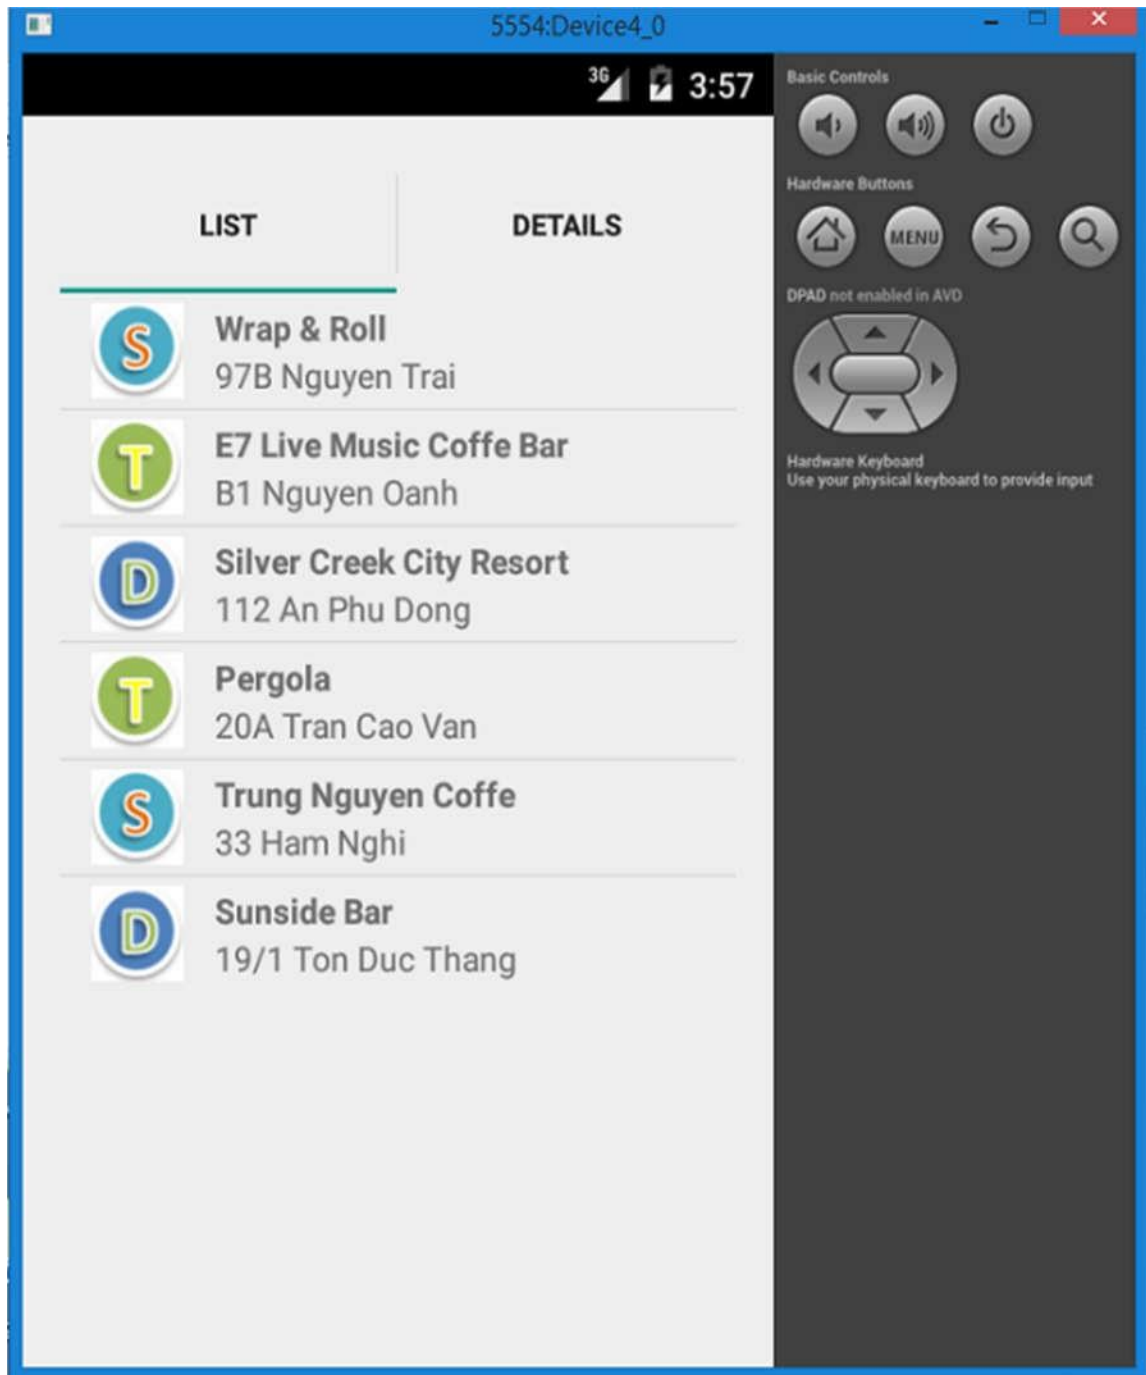 5554:Device4_0
3G 3:57
LIST DETAILS
S
Wrap & Roll
97B Nguyen Trai
T
E7 Live Music Coffe Bar
B1 Nguyen Oanh
D
Silver Creek City Resort
112 An Phu Dong
T
Pergola
20A Tran Cao Van
S
Trung Nguyen Coffe
33 Ham Nghi
D
Sunside Bar
19/1 Ton Duc Thang
Basic Controls
Hardware Buttons
MENU
DPAD not enabled in AVD
Hardware Keyboard
Use your physical keyboard to provide input